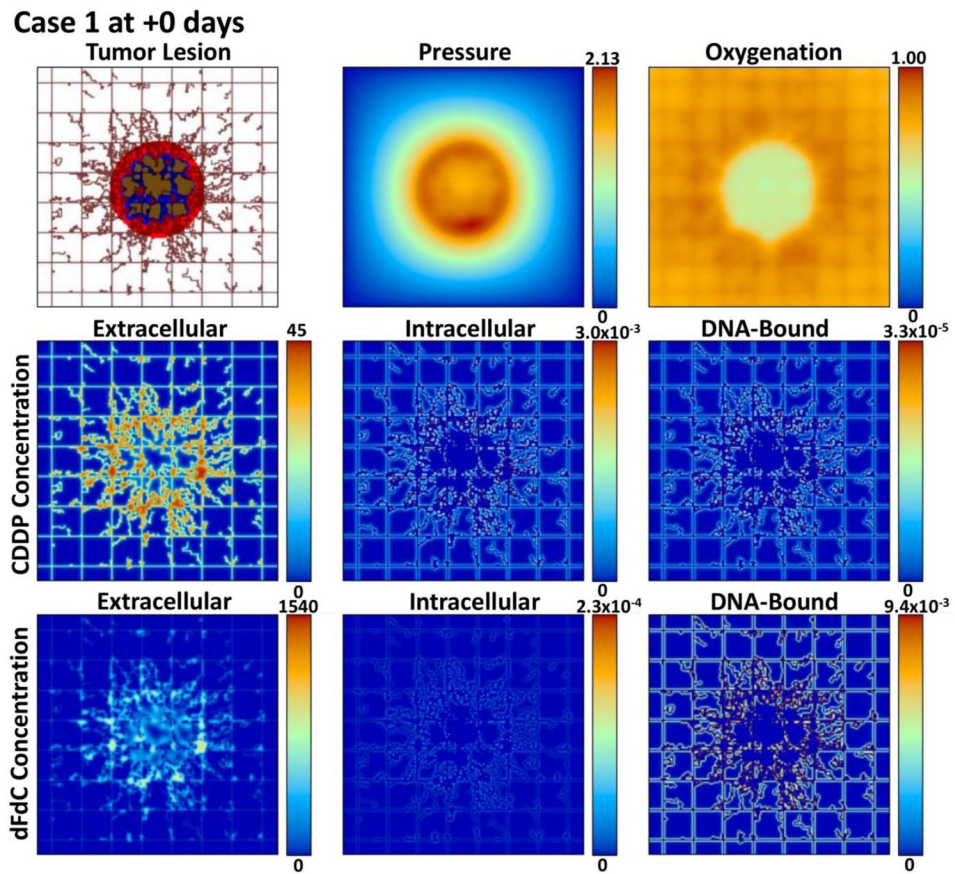 Case 1 at +0 days
Tumor Lesion
Pressure
2.13
0
Oxygenation
1.00
0
CDDP Concentration
Extracellular
45
0
Intracellular
3.0x10⁻³
0
DNA-Bound
3.3x10⁻⁵
0
dFdC Concentration
Extracellular
1540
0
Intracellular
2.3x10⁻⁴
0
DNA-Bound
9.4x10⁻³
0